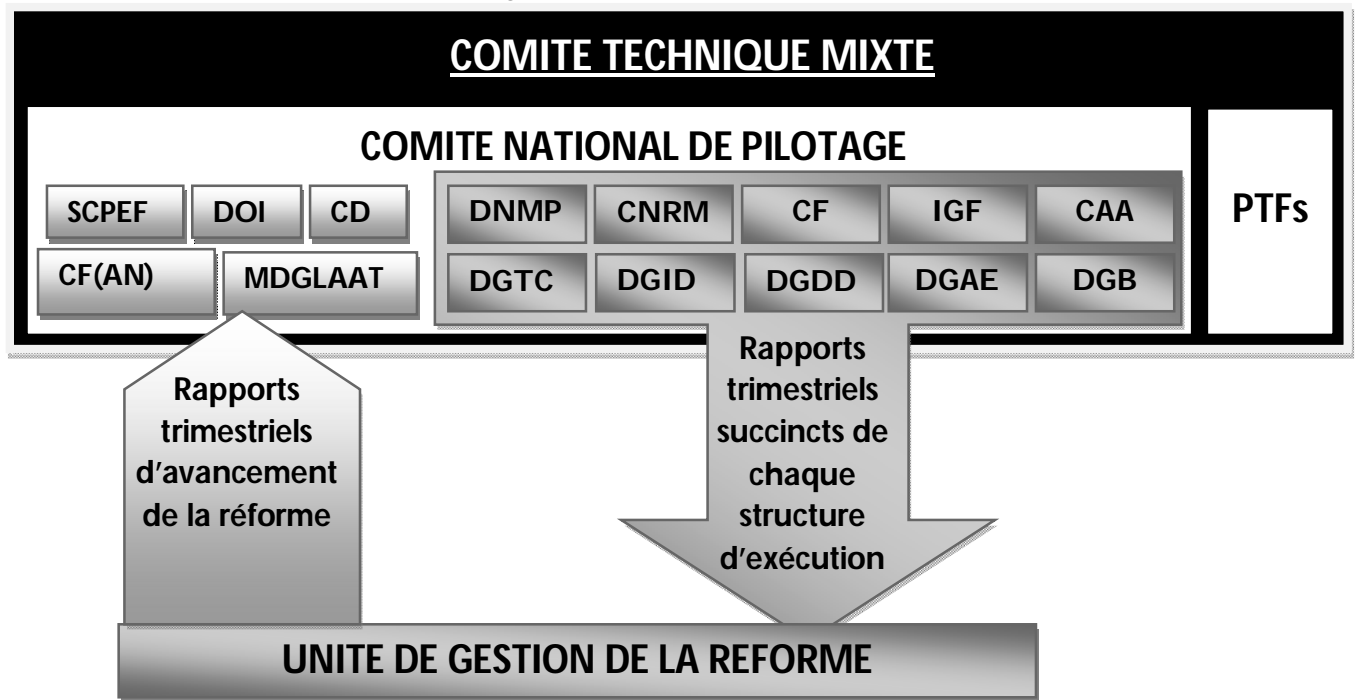 COMITE TECHNIQUE MIXTE
COMITE NATIONAL DE PILOTAGE
SCPEF DOI CD
CF(AN) MDGLAAT
DNMP CNRM CF IGF CAA
DGTC DGID DGDD DGAE DGB
PTFs
Rapports
trimestriels
d'avancement
de la réforme
Rapports
trimestriels
succincts de
chaque
structure
d'exécution
UNITE DE GESTION DE LA REFORME